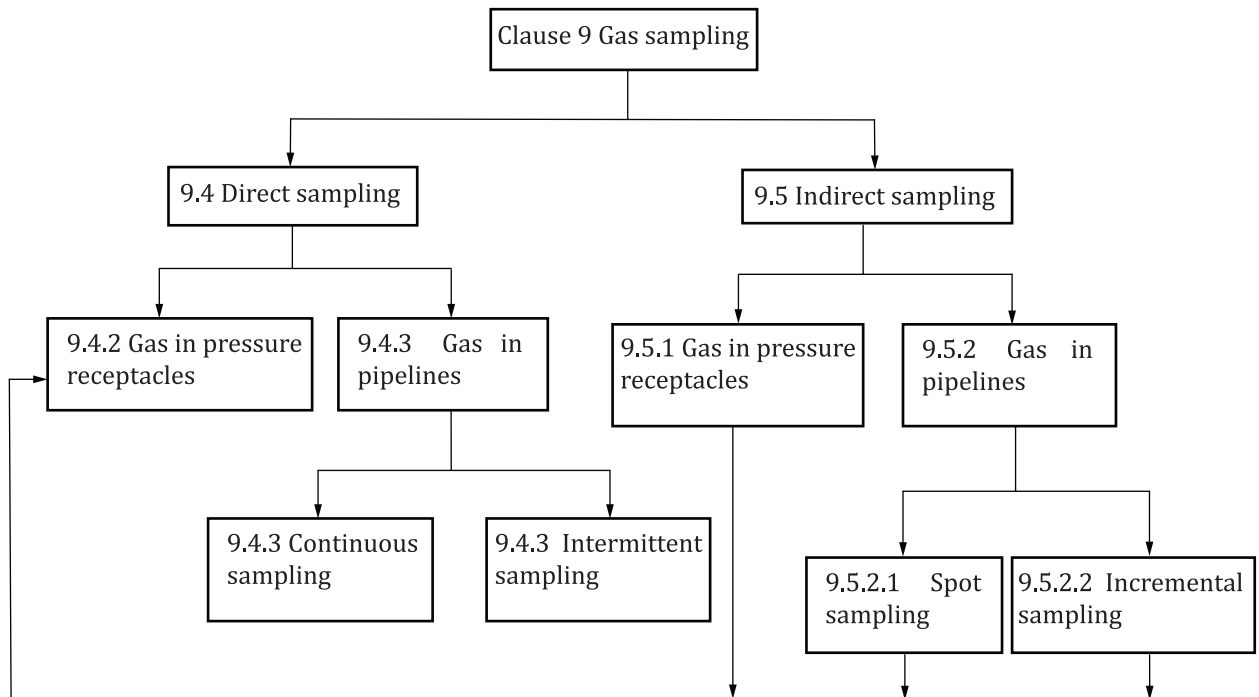 Clause 9 Gas sampling
9.4 Direct sampling
9.5 Indirect sampling
9.4.2 Gas in pressure
receptacles
9.4.3 Gas in
pipelines
9.5.1 Gas in pressure
receptacles
9.5.2 Gas in
pipelines
9.4.3 Continuous
sampling
9.4.3 Intermittent
sampling
9.5.2.1 Spot
sampling
9.5.2.2 Incremental
sampling